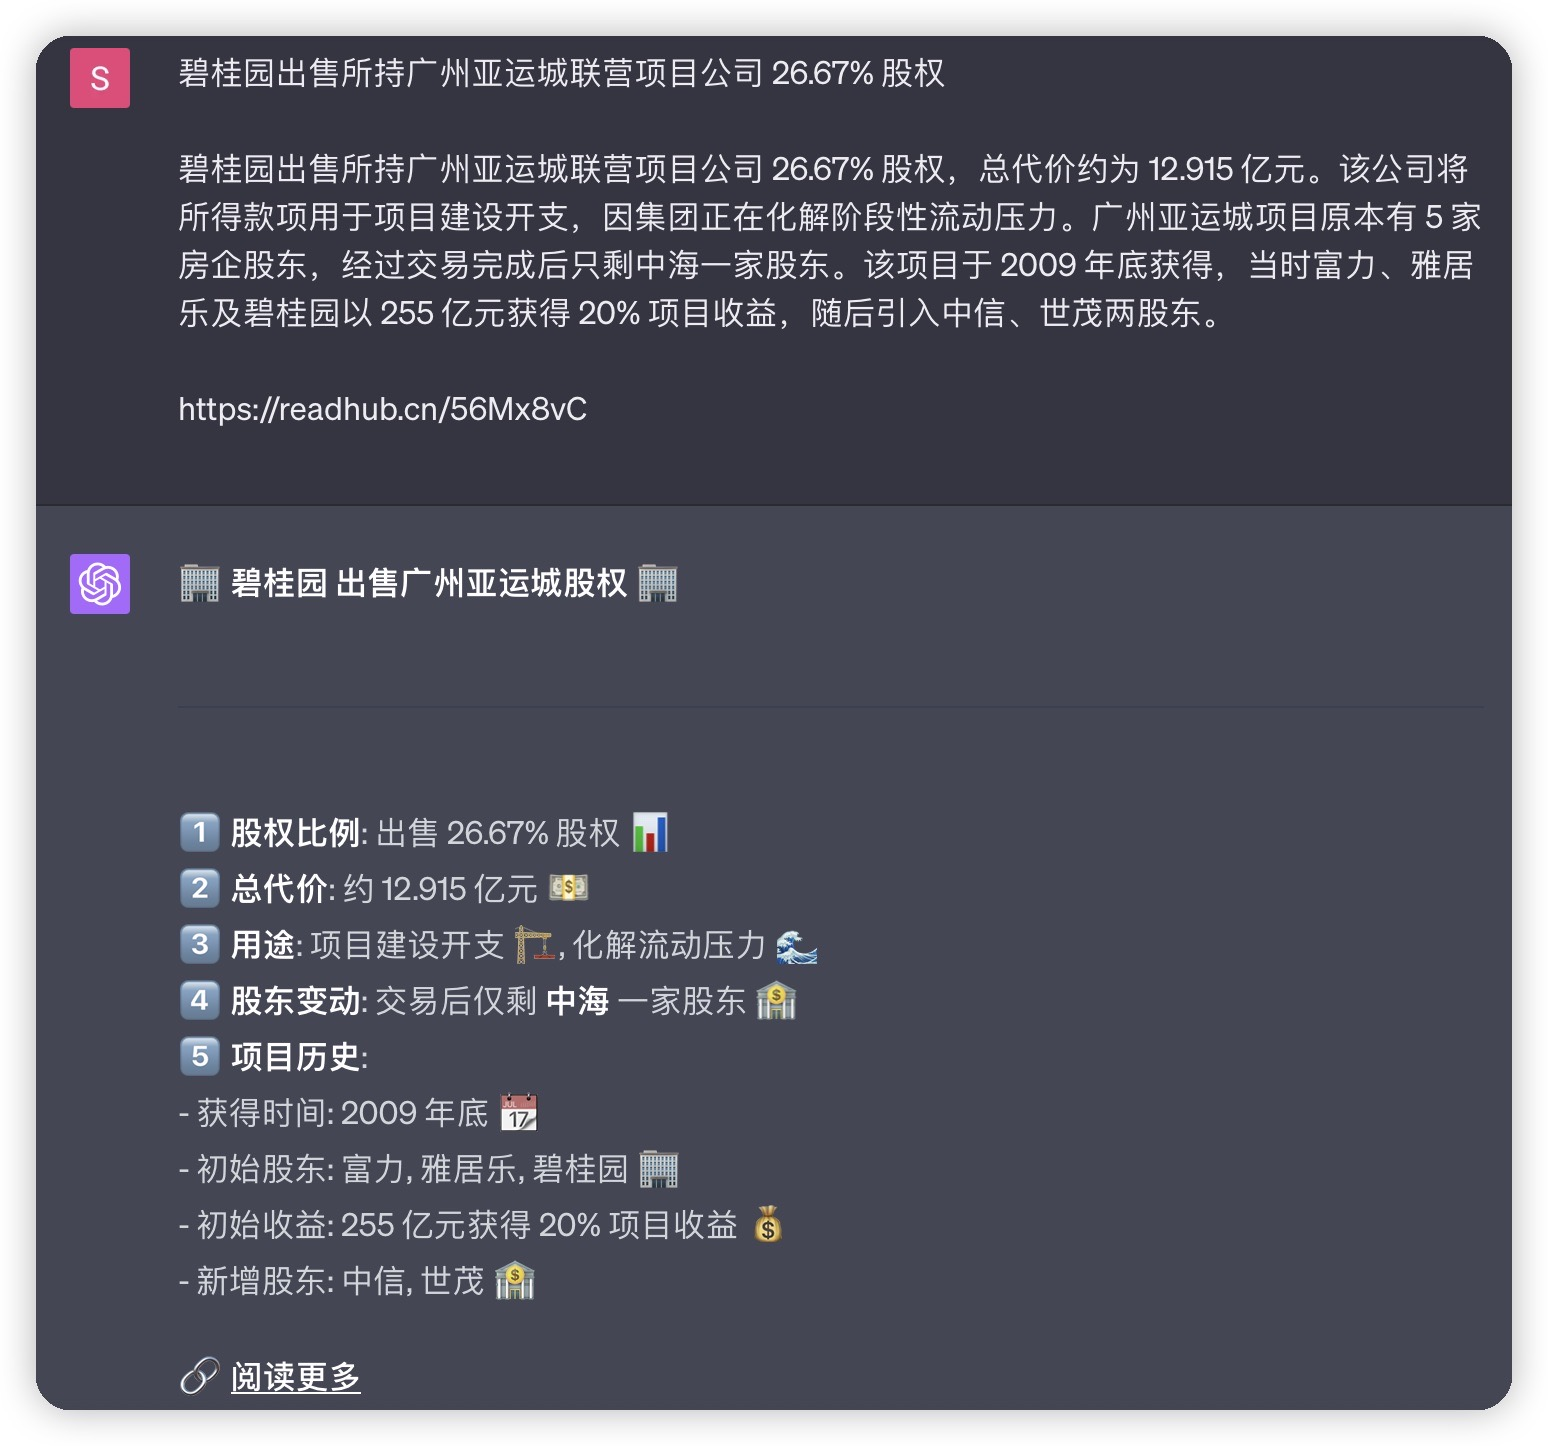 S
碧桂园出售所持广州亚运城联营项目公司 26.67% 股权
碧桂园出售所持广州亚运城联营项目公司 26.67% 股权，总代价约为 12.915 亿元。该公司将
所得款项用于项目建设开支，因集团正在化解阶段性流动压力。广州亚运城项目原本有 5 家
房企股东，经过交易完成后只剩中海一家股东。该项目于 2009 年底获得，当时富力、雅居
乐及碧桂园以 255 亿元获得 20% 项目收益，随后引入中信、世茂两股东。
https://readhub.cn/56Mx8vC
🏢 碧桂园 出售广州亚运城股权 🏢
1️⃣ 股权比例: 出售 26.67% 股权 📊
2️⃣ 总代价: 约 12.915 亿元 💵
3️⃣ 用途: 项目建设开支 🏗️, 化解流动压力 🌊
4️⃣ 股东变动: 交易后仅剩 中海 一家股东 🏦
5️⃣ 项目历史:
- 获得时间: 2009 年底 📆
- 初始股东: 富力, 雅居乐, 碧桂园 🏢
- 初始收益: 255 亿元获得 20% 项目收益 💰
- 新增股东: 中信, 世茂 🏦
🔗 阅读更多